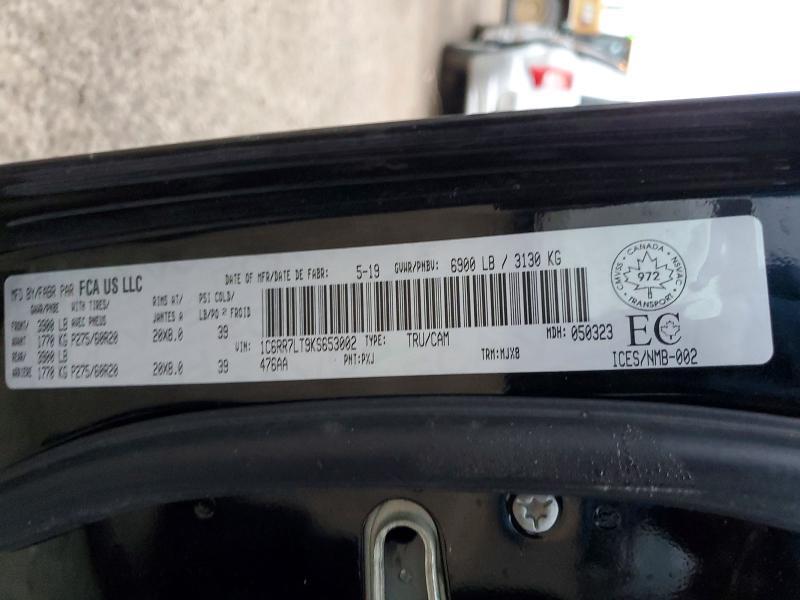 MFD BY/FABR PAR FCA US LLC DATE OF MFR/DATE DE FABR: 5-19 GVWR/PNBV: 6900 LB / 3130 KG
GAWR/PNBE WITH TIRES/ RIMS AT/ PSI COLD/
FRONT/ 3900 LB AVEC PNEUS JANTES A LB/PO² FROID
AVANT 1770 KG P275/60R20 20X8.0 39
REAR/ 3900 LB
ARRIERE 1770 KG P275/60R20 20X8.0 39
VIN: 1C6RR7LT9KS653002 TYPE: TRU/CAM MDH: 050323
476AA PNT:PXJ TRM:MJX8
CANADA
CMVSS NSVAC
972
TRANSPORT
EC
ICES/NMB-002